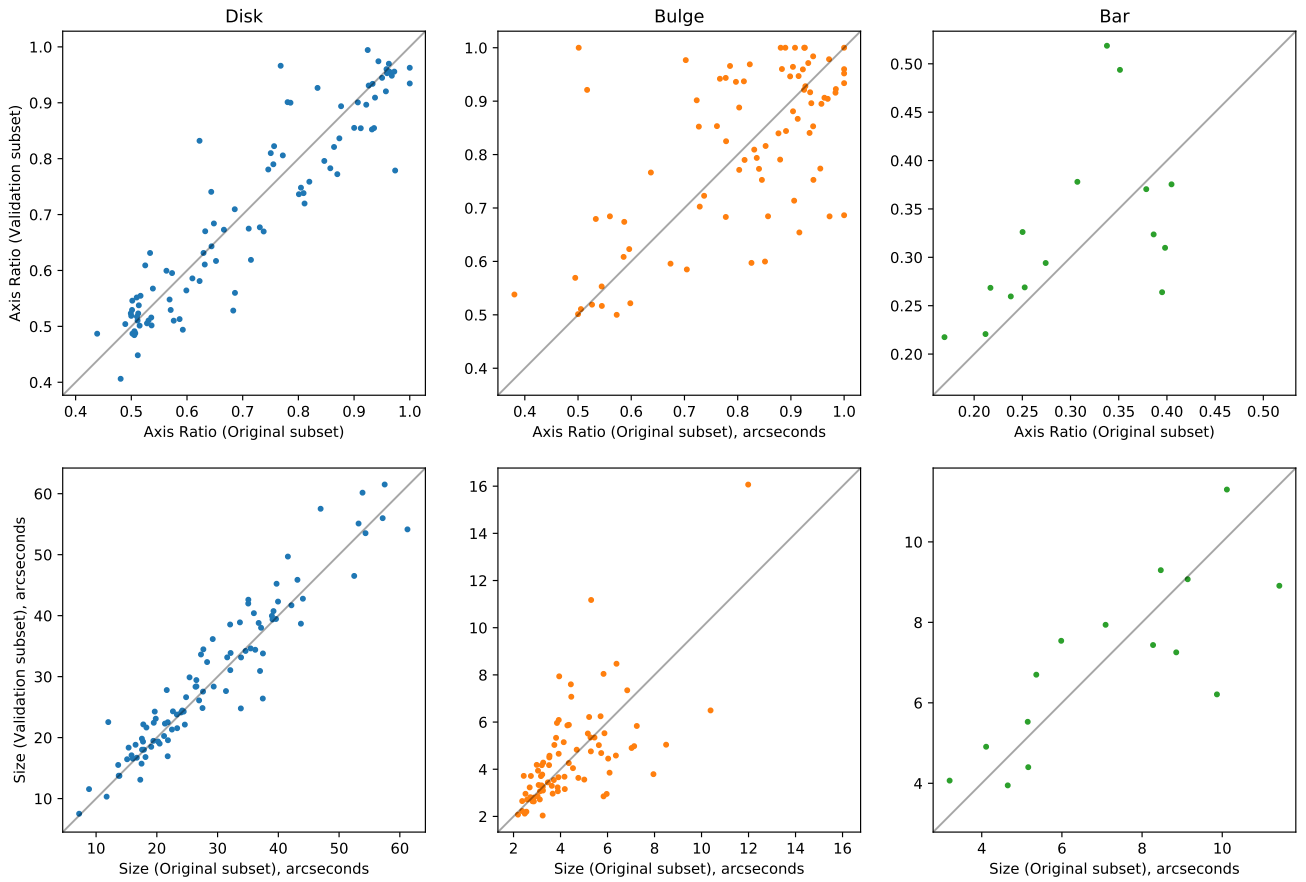 Disk
Bulge
Bar
Axis Ratio (Validation subset)
1.0
0.9
0.8
0.7
0.6
0.5
0.4
0.4 0.5 0.6 0.7 0.8 0.9 1.0
Axis Ratio (Original subset)
1.0
0.9
0.8
0.7
0.6
0.5
0.4
0.4 0.5 0.6 0.7 0.8 0.9 1.0
Axis Ratio (Original subset), arcseconds
0.50
0.45
0.40
0.35
0.30
0.25
0.20
0.20 0.25 0.30 0.35 0.40 0.45 0.50
Axis Ratio (Original subset)
Size (Validation subset), arcseconds
60
50
40
30
20
10
10 20 30 40 50 60
Size (Original subset), arcseconds
16
14
12
10
8
6
4
2
2 4 6 8 10 12 14 16
Size (Original subset), arcseconds
10
8
6
4
4 6 8 10
Size (Original subset), arcseconds